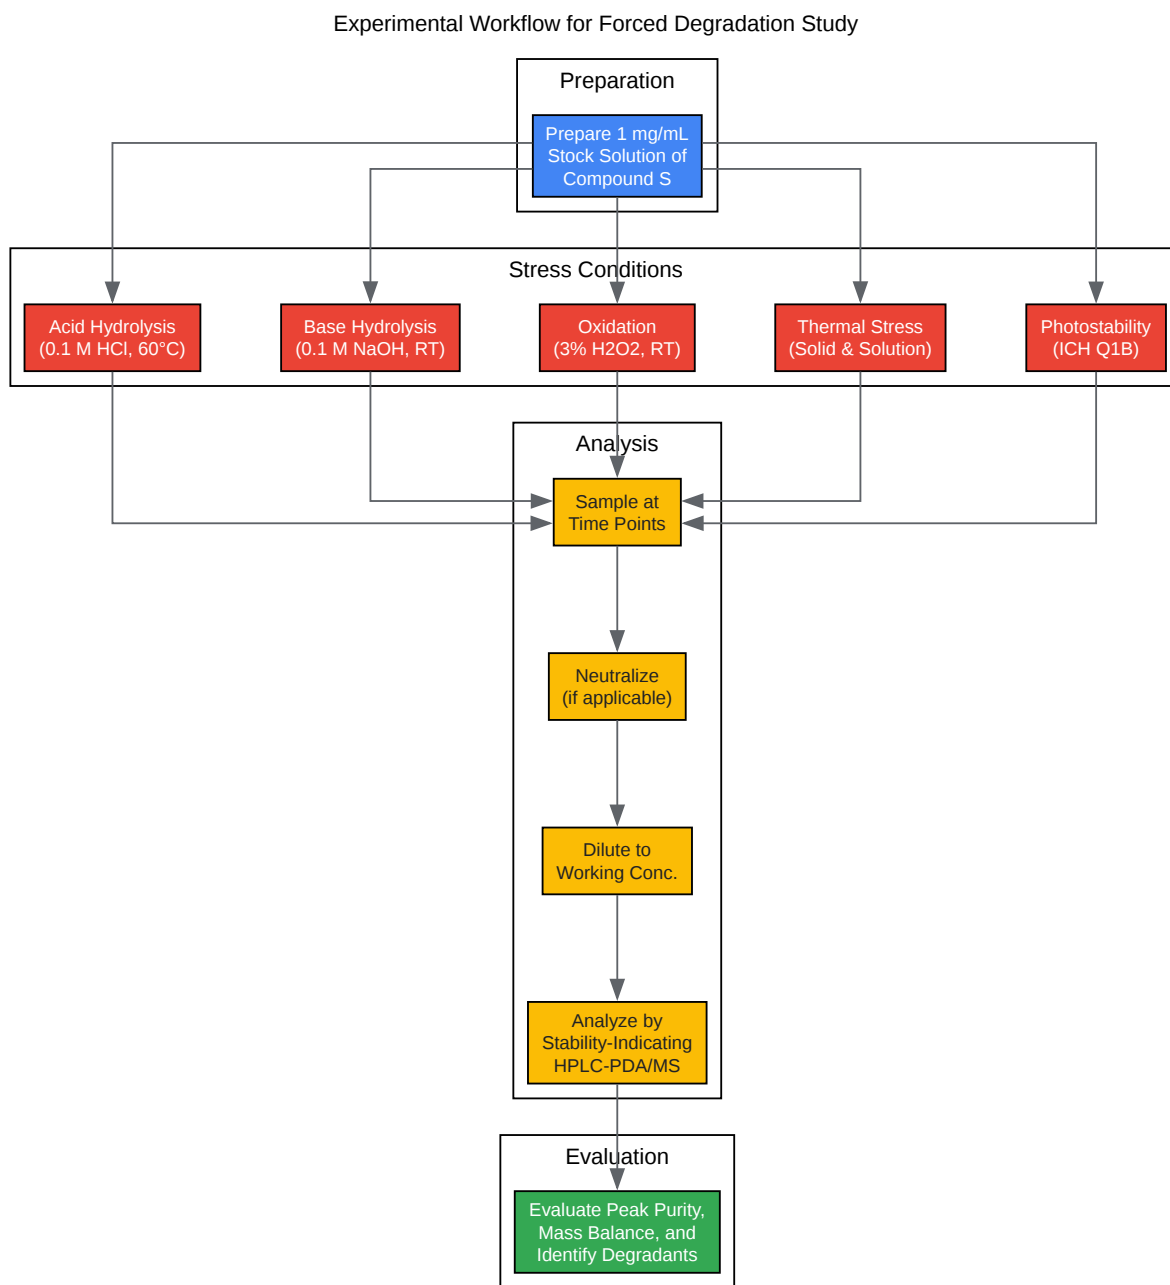 Experimental Workflow for Forced Degradation Study
Preparation
Prepare 1 mg/mL
Stock Solution of
Compound S
Stress Conditions
Acid Hydrolysis
(0.1 M HCl, 60°C)
Base Hydrolysis
(0.1 M NaOH, RT)
Oxidation
(3% H2O2, RT)
Thermal Stress
(Solid & Solution)
Photostability
(ICH Q1B)
Analysis
Sample at
Time Points
Neutralize
(if applicable)
Dilute to
Working Conc.
Analyze by
Stability-Indicating
HPLC-PDA/MS
Evaluation
Evaluate Peak Purity,
Mass Balance, and
Identify Degradants